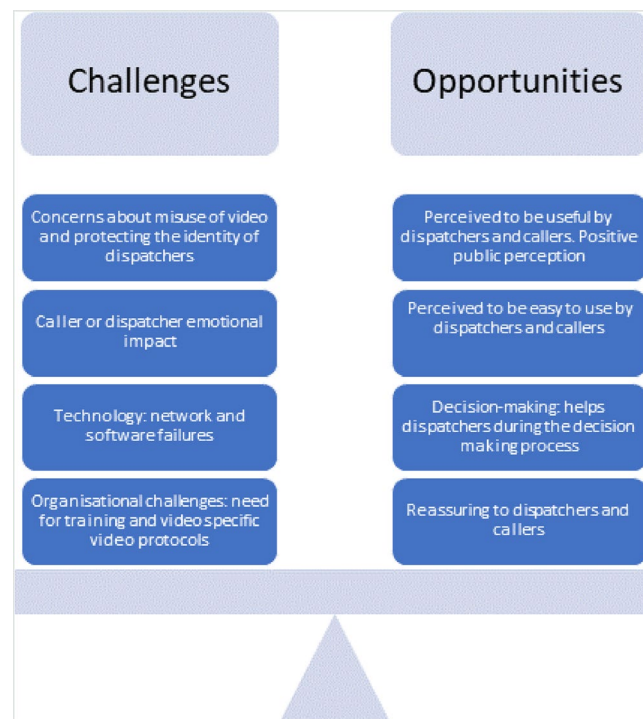 Challenges
Concerns about misuse of video
and protecting the identity of
dispatchers
Caller or dispatcher emotional
impact
Technology: network and
software failures
Organisational challenges: need
for training and video specific
video protocols
Opportunities
Perceived to be useful by
dispatchers and callers. Positive
public perception
Perceived to be easy to use by
dispatchers and callers
Decision-making: helps
dispatchers during the decision
making process
Reassuring to dispatchers and
callers